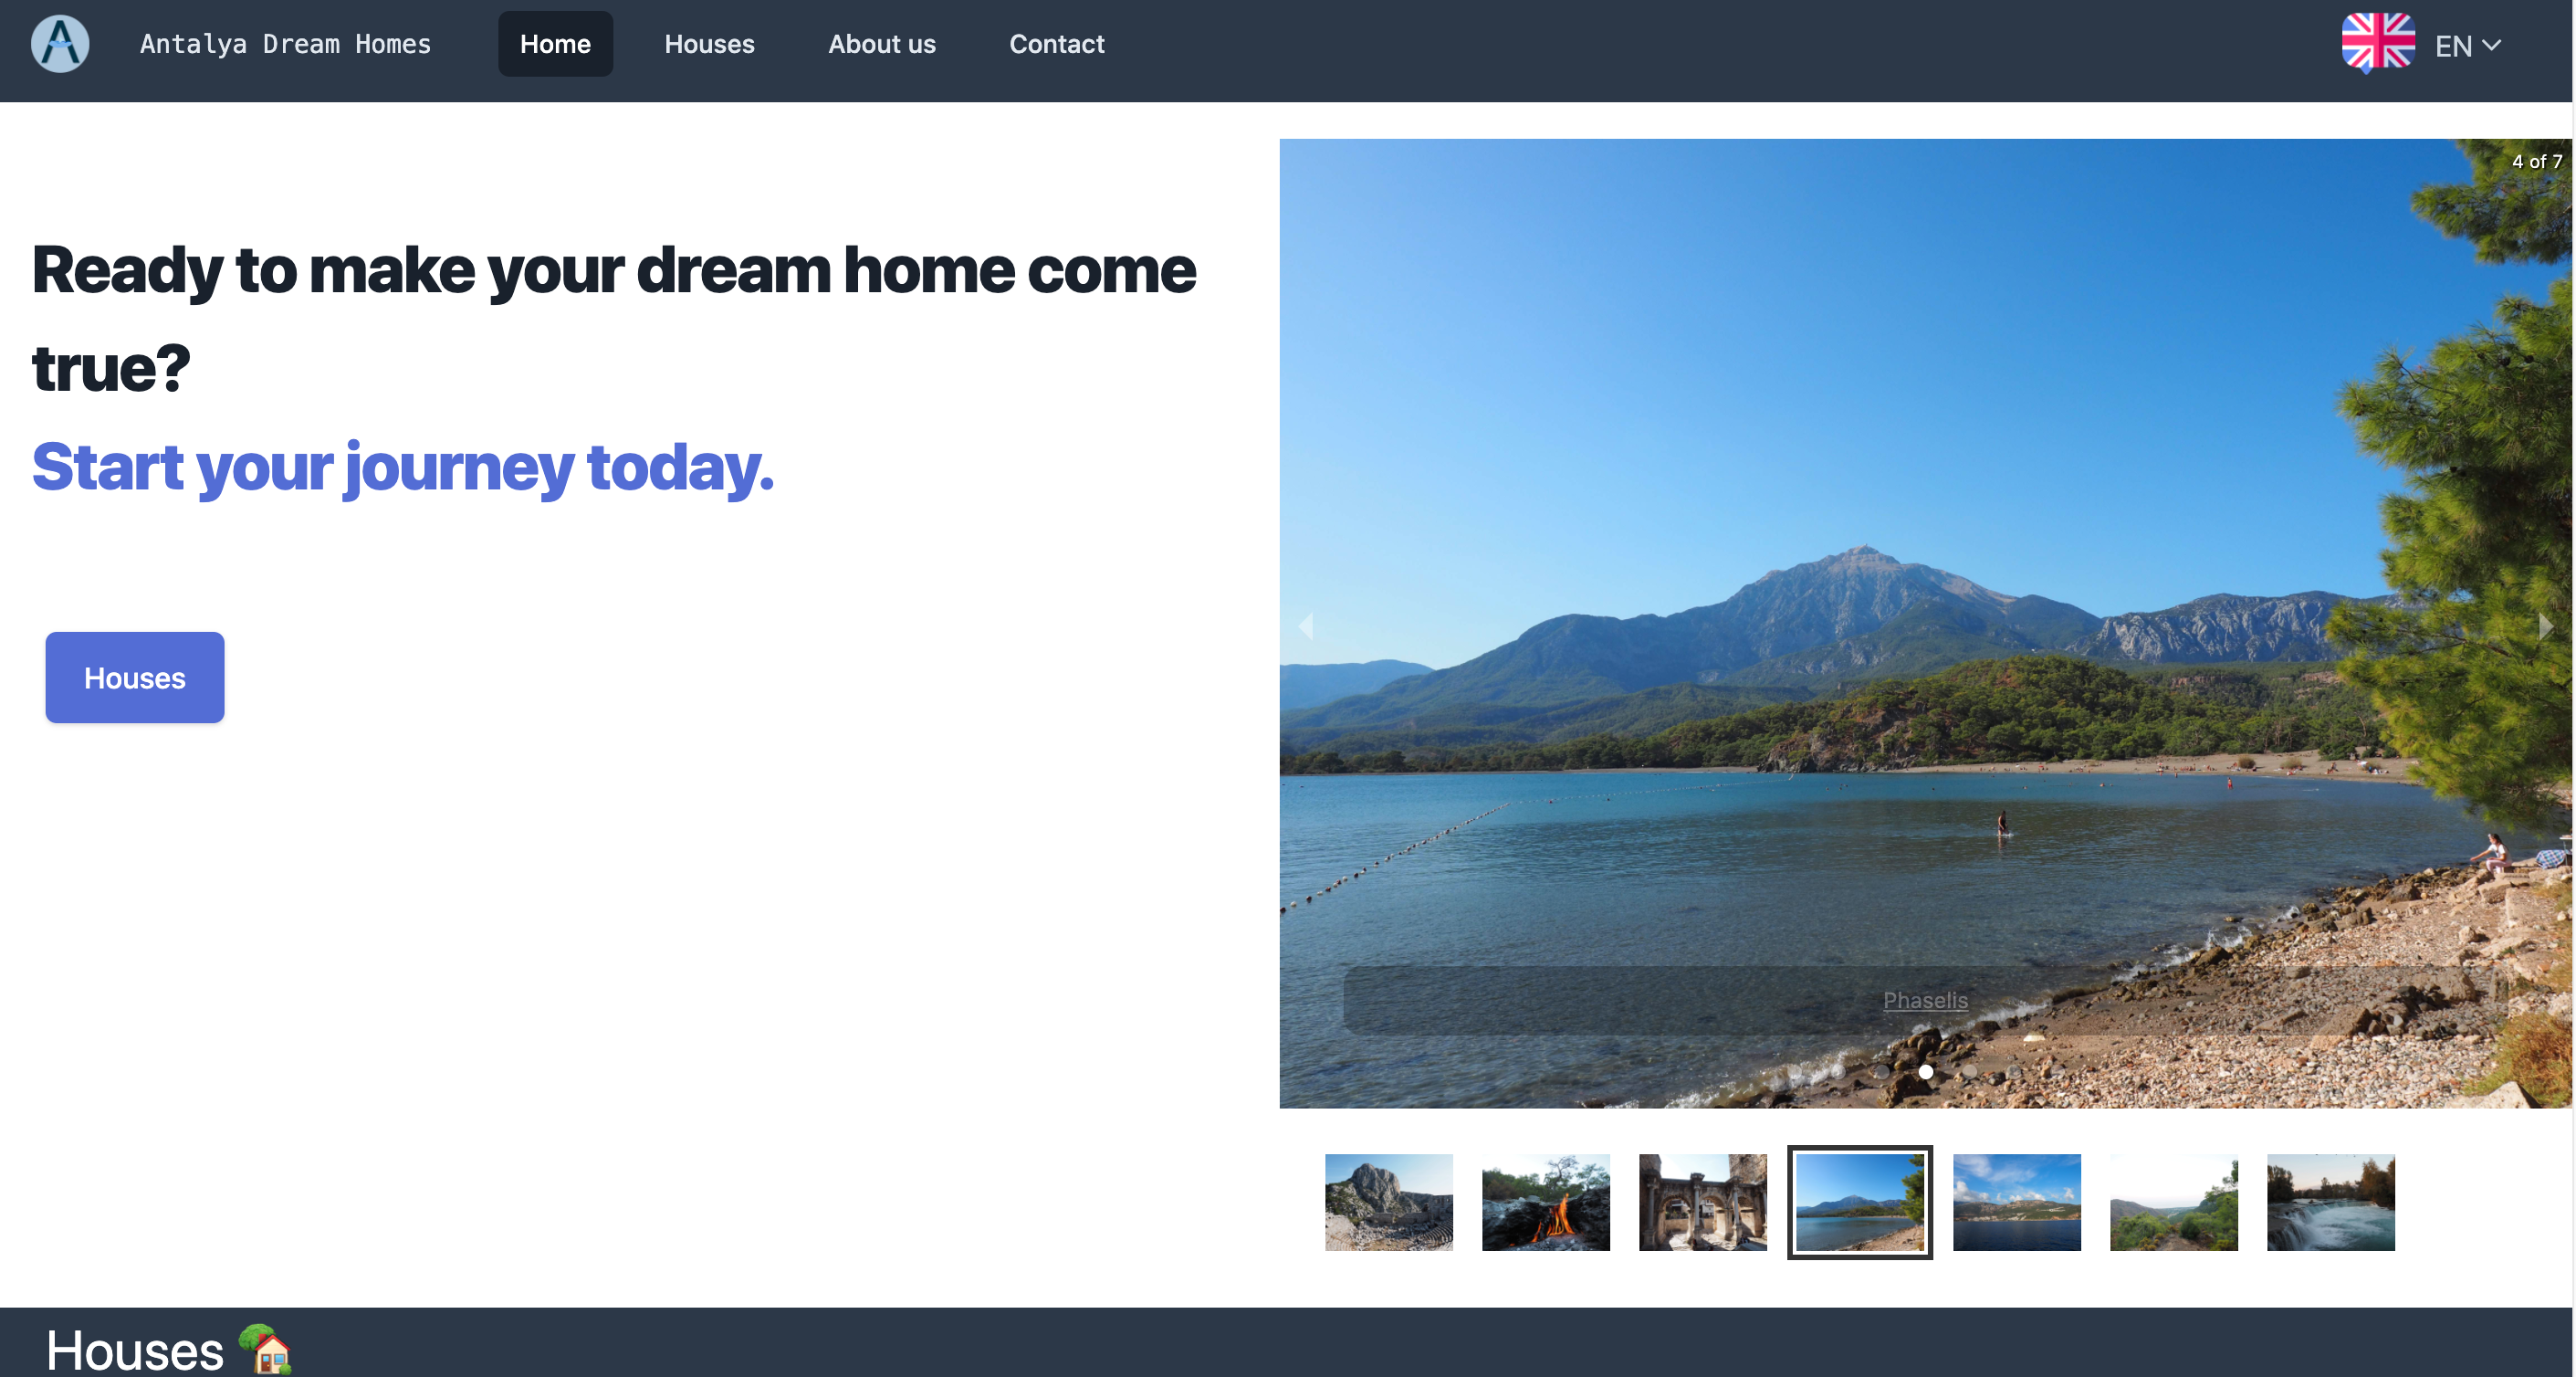 Antalya Dream Homes
Home
Houses
About us
Contact
EN
4 of 7
Ready to make your dream home come
true?
Start your journey today.
Houses
Phaselis
Houses